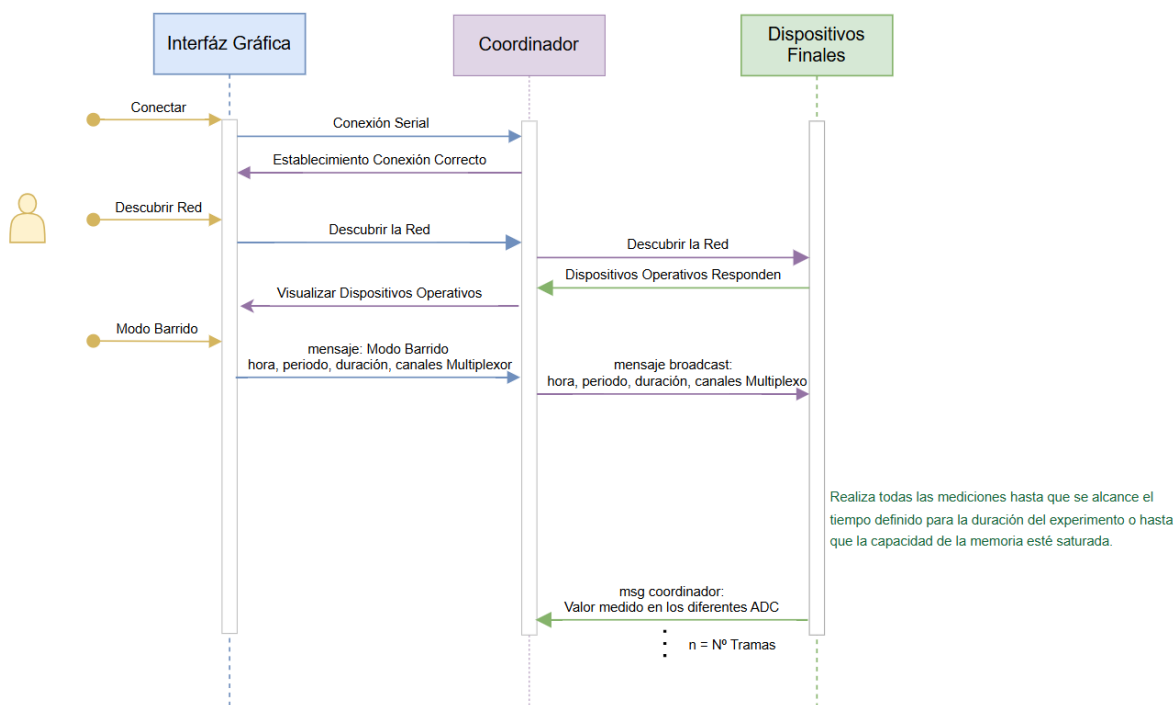 Interfáz Gráfica
Coordinador
Dispositivos
Finales
Conectar
Conexión Serial
Establecimiento Conexión Correcto
Descubrir Red
Descubrir la Red
Descubrir la Red
Dispositivos Operativos Responden
Visualizar Dispositivos Operativos
Modo Barrido
mensaje: Modo Barrido
hora, periodo, duración, canales Multiplexor
mensaje broadcast:
hora, periodo, duración, canales Multiplexo
Realiza todas las mediciones hasta que se alcance el
tiempo definido para la duración del experimento o hasta
que la capacidad de la memoria esté saturada.
msg coordinador:
Valor medido en los diferentes ADC
n = Nº Tramas